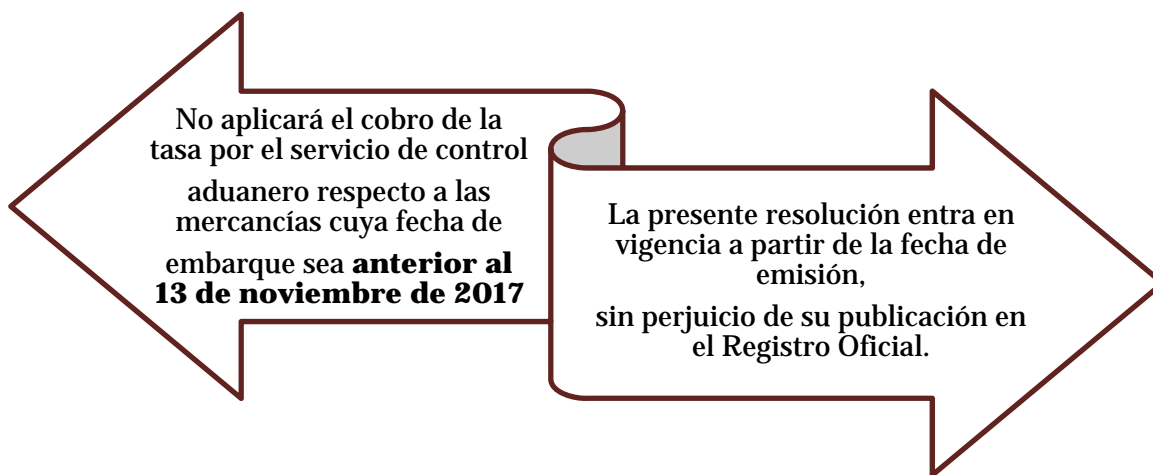 No aplicará el cobro de la
tasa por el servicio de control
aduanero respecto a las
mercancías cuya fecha de
embarque sea anterior al
13 de noviembre de 2017
La presente resolución entra en
vigencia a partir de la fecha de
emisión,
sin perjuicio de su publicación en
el Registro Oficial.